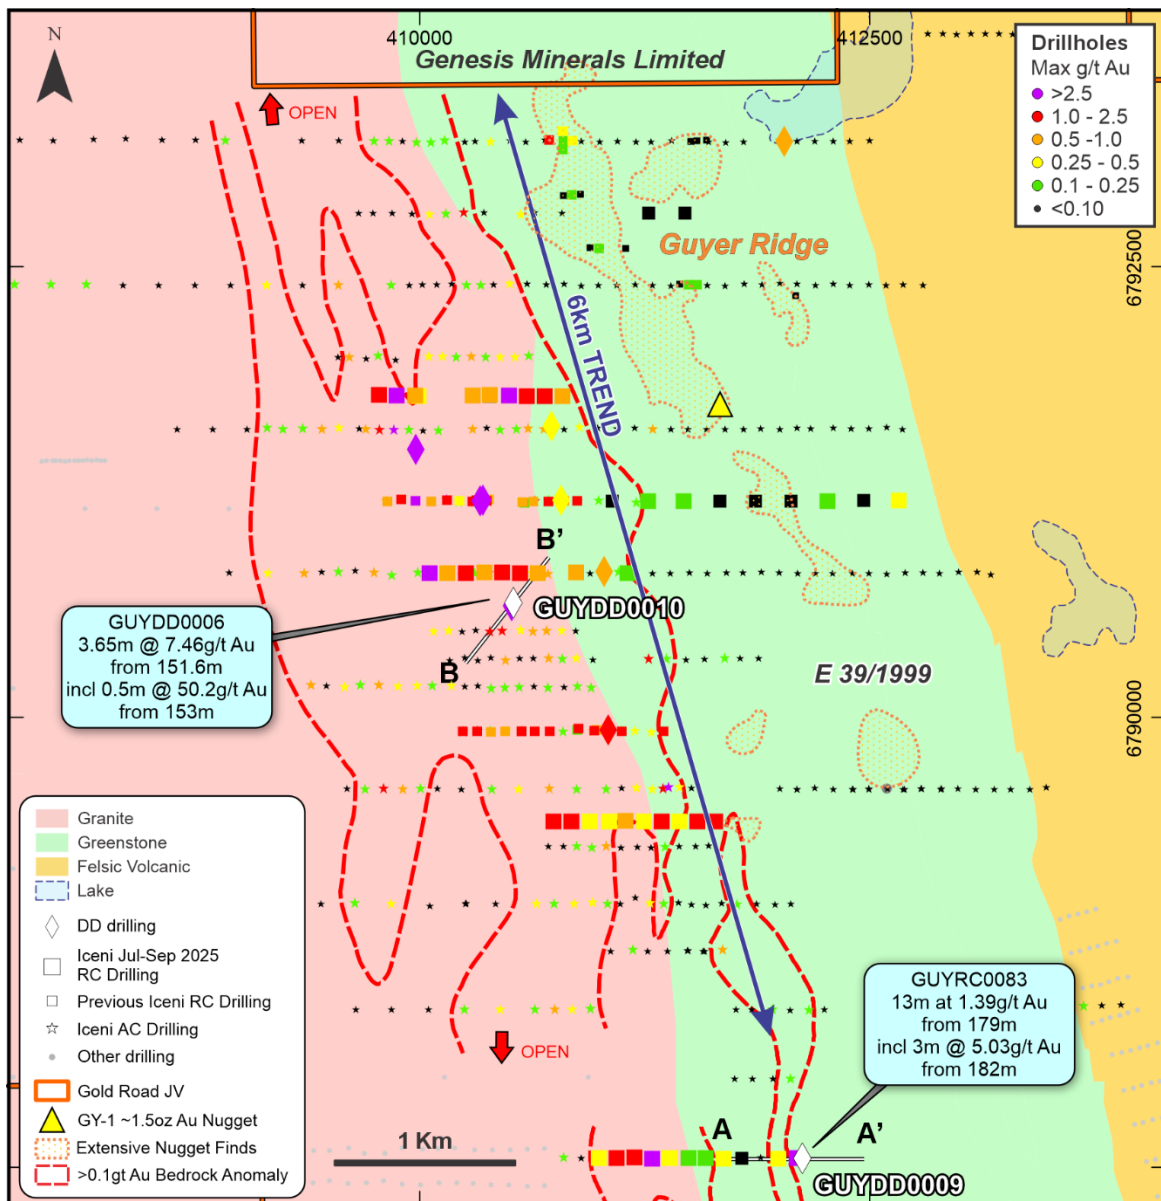 410000
412500
Genesis Minerals Limited
N
OPEN
Drillholes
Max g/t Au
>2.5
1.0 - 2.5
0.5 -1.0
0.25 - 0.5
0.1 - 0.25
<0.10
Guyer Ridge
6792500
6km TREND
B'
GUYDD0010
B
GUYDD0006
3.65m @ 7.46g/t Au
from 151.6m
incl 0.5m @ 50.2g/t Au
from 153m
E 39/1999
6790000
Granite
Greenstone
Felsic Volcanic
Lake
DD drilling
Iceni Jul-Sep 2025
RC Drilling
Previous Iceni RC Drilling
Iceni AC Drilling
Other drilling
Gold Road JV
GY-1 ~1.5oz Au Nugget
Extensive Nugget Finds
>0.1gt Au Bedrock Anomaly
OPEN
GUYRC0083
13m at 1.39g/t Au
from 179m
incl 3m @ 5.03g/t Au
from 182m
1 Km
A
A'
GUYDD0009